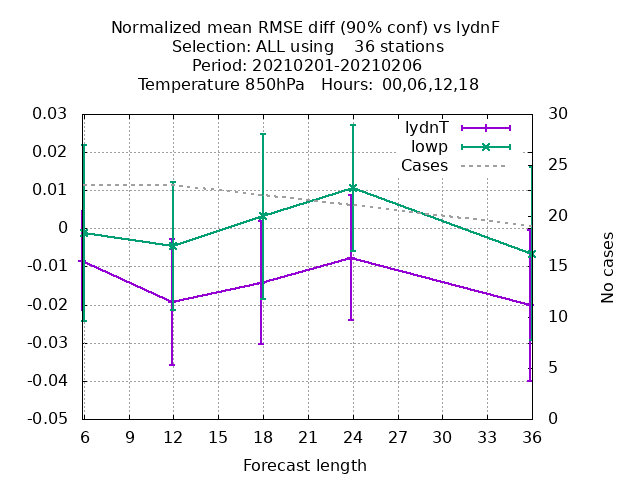 Normalized mean RMSE diff (90% conf) vs lydnF
Selection: ALL using    36 stations
Period: 20210201-20210206
Temperature 850hPa   Hours:  00,06,12,18
0.03
0.02
0.01
0
-0.01
-0.02
-0.03
-0.04
-0.05
lydnT
lowp
Cases
30
25
20
15
10
5
0
No cases
6 9 12 15 18 21 24 27 30 33 36
Forecast length